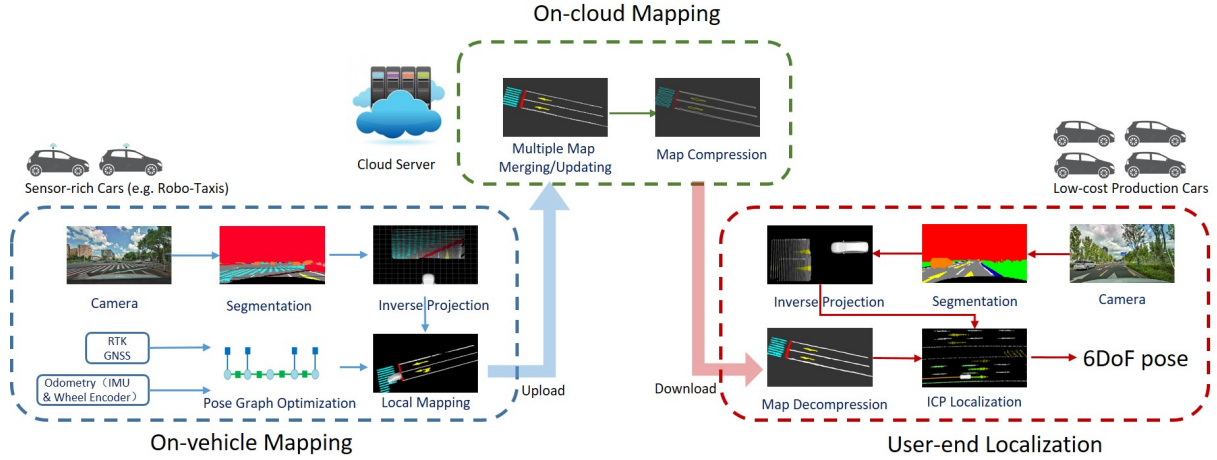 On-cloud Mapping
Cloud Server
Multiple Map
Merging/Updating
Map Compression
Sensor-rich Cars (e.g. Robo-Taxis)
Low-cost Production Cars
Camera
Segmentation
Inverse Projection
RTK
GNSS
Odometry（IMU
& Wheel Encoder）
Pose Graph Optimization
Local Mapping
Upload
On-vehicle Mapping
Download
Inverse Projection
Segmentation
Camera
Map Decompression
ICP Localization
6DoF pose
User-end Localization